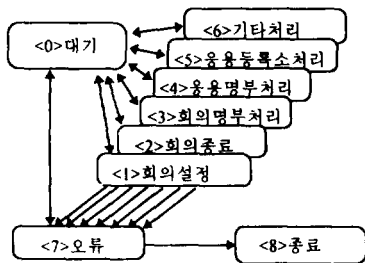 <6>기타처리
<0>대기
<5>응용등록소처리
<4>응용명부처리
<3>회의명부처리
<2>회의종료
<1>회의설정
<7>오류
<8>종료